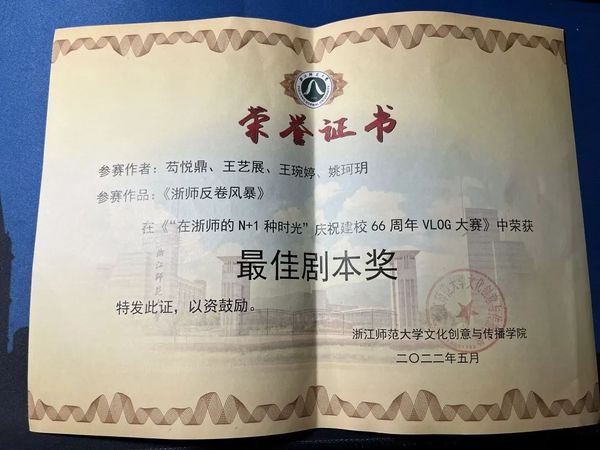 荣誉证书
参赛作者：芶悦鼎、王艺展、王琬婷、姚珂玥
参赛作品：《浙师反卷风暴》
在《“在浙师的N+1种时光”庆祝建校66周年VLOG大赛》中荣获
最佳剧本奖
特发此证，以资鼓励。
浙江师范大学文化创意与传播学院
二〇二二年五月